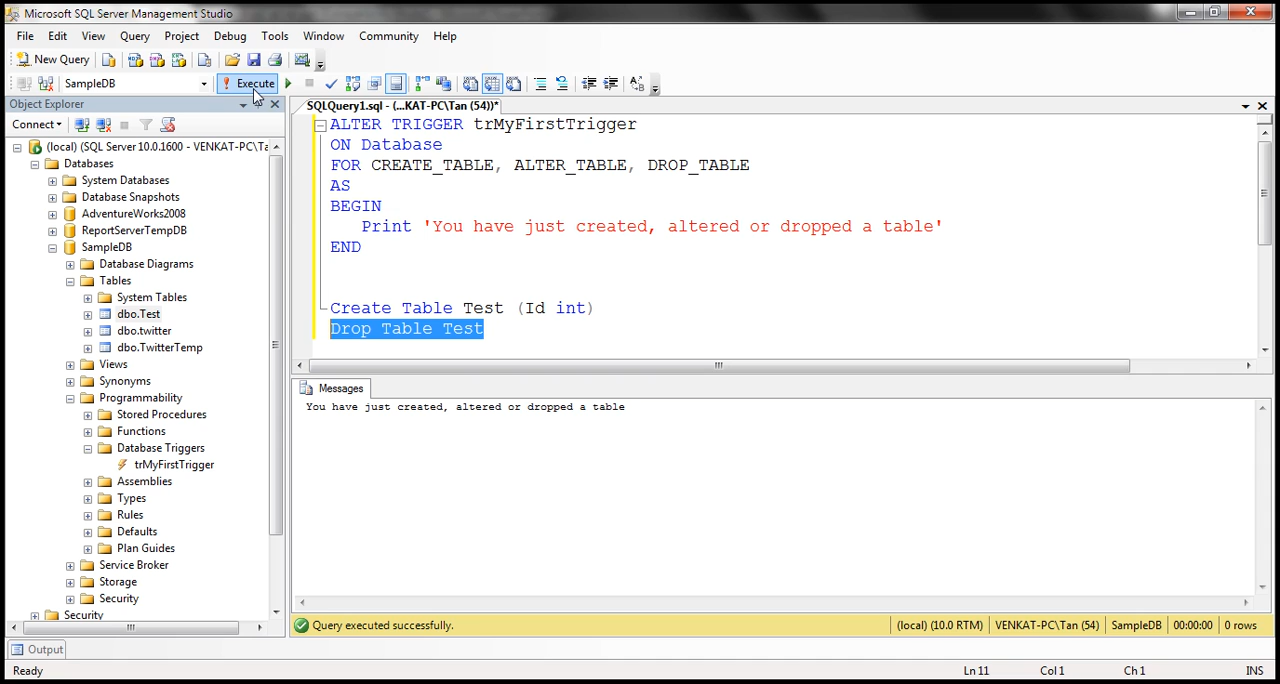 Microsoft SQL Server Management Studio
File Edit View Query Project Debug Tools Window Community Help
New Query
SampleDB Execute
Object Explorer
Connect
(local) (SQL Server 10.0.1600 - VENKAT-PC\Ta
Databases
System Databases
Database Snapshots
AdventureWorks2008
ReportServerTempDB
SampleDB
Database Diagrams
Tables
System Tables
dbo.Test
dbo.twitter
dbo.TwitterTemp
Views
Synonyms
Programmability
Stored Procedures
Functions
Database Triggers
trMyFirstTrigger
Assemblies
Types
Rules
Defaults
Plan Guides
Service Broker
Storage
Security
Security
SQLQuery1.sql - (...KAT-PC\Tan (54))*
ALTER TRIGGER trMyFirstTrigger
ON Database
FOR CREATE_TABLE, ALTER_TABLE, DROP_TABLE
AS
BEGIN
Print 'You have just created, altered or dropped a table'
END
Create Table Test (Id int)
Drop Table Test
Messages
You have just created, altered or dropped a table
Query executed successfully. (local) (10.0 RTM) VENKAT-PC\Tan (54) SampleDB 00:00:00 0 rows
Output
Ready Ln 11 Col 1 Ch 1 INS